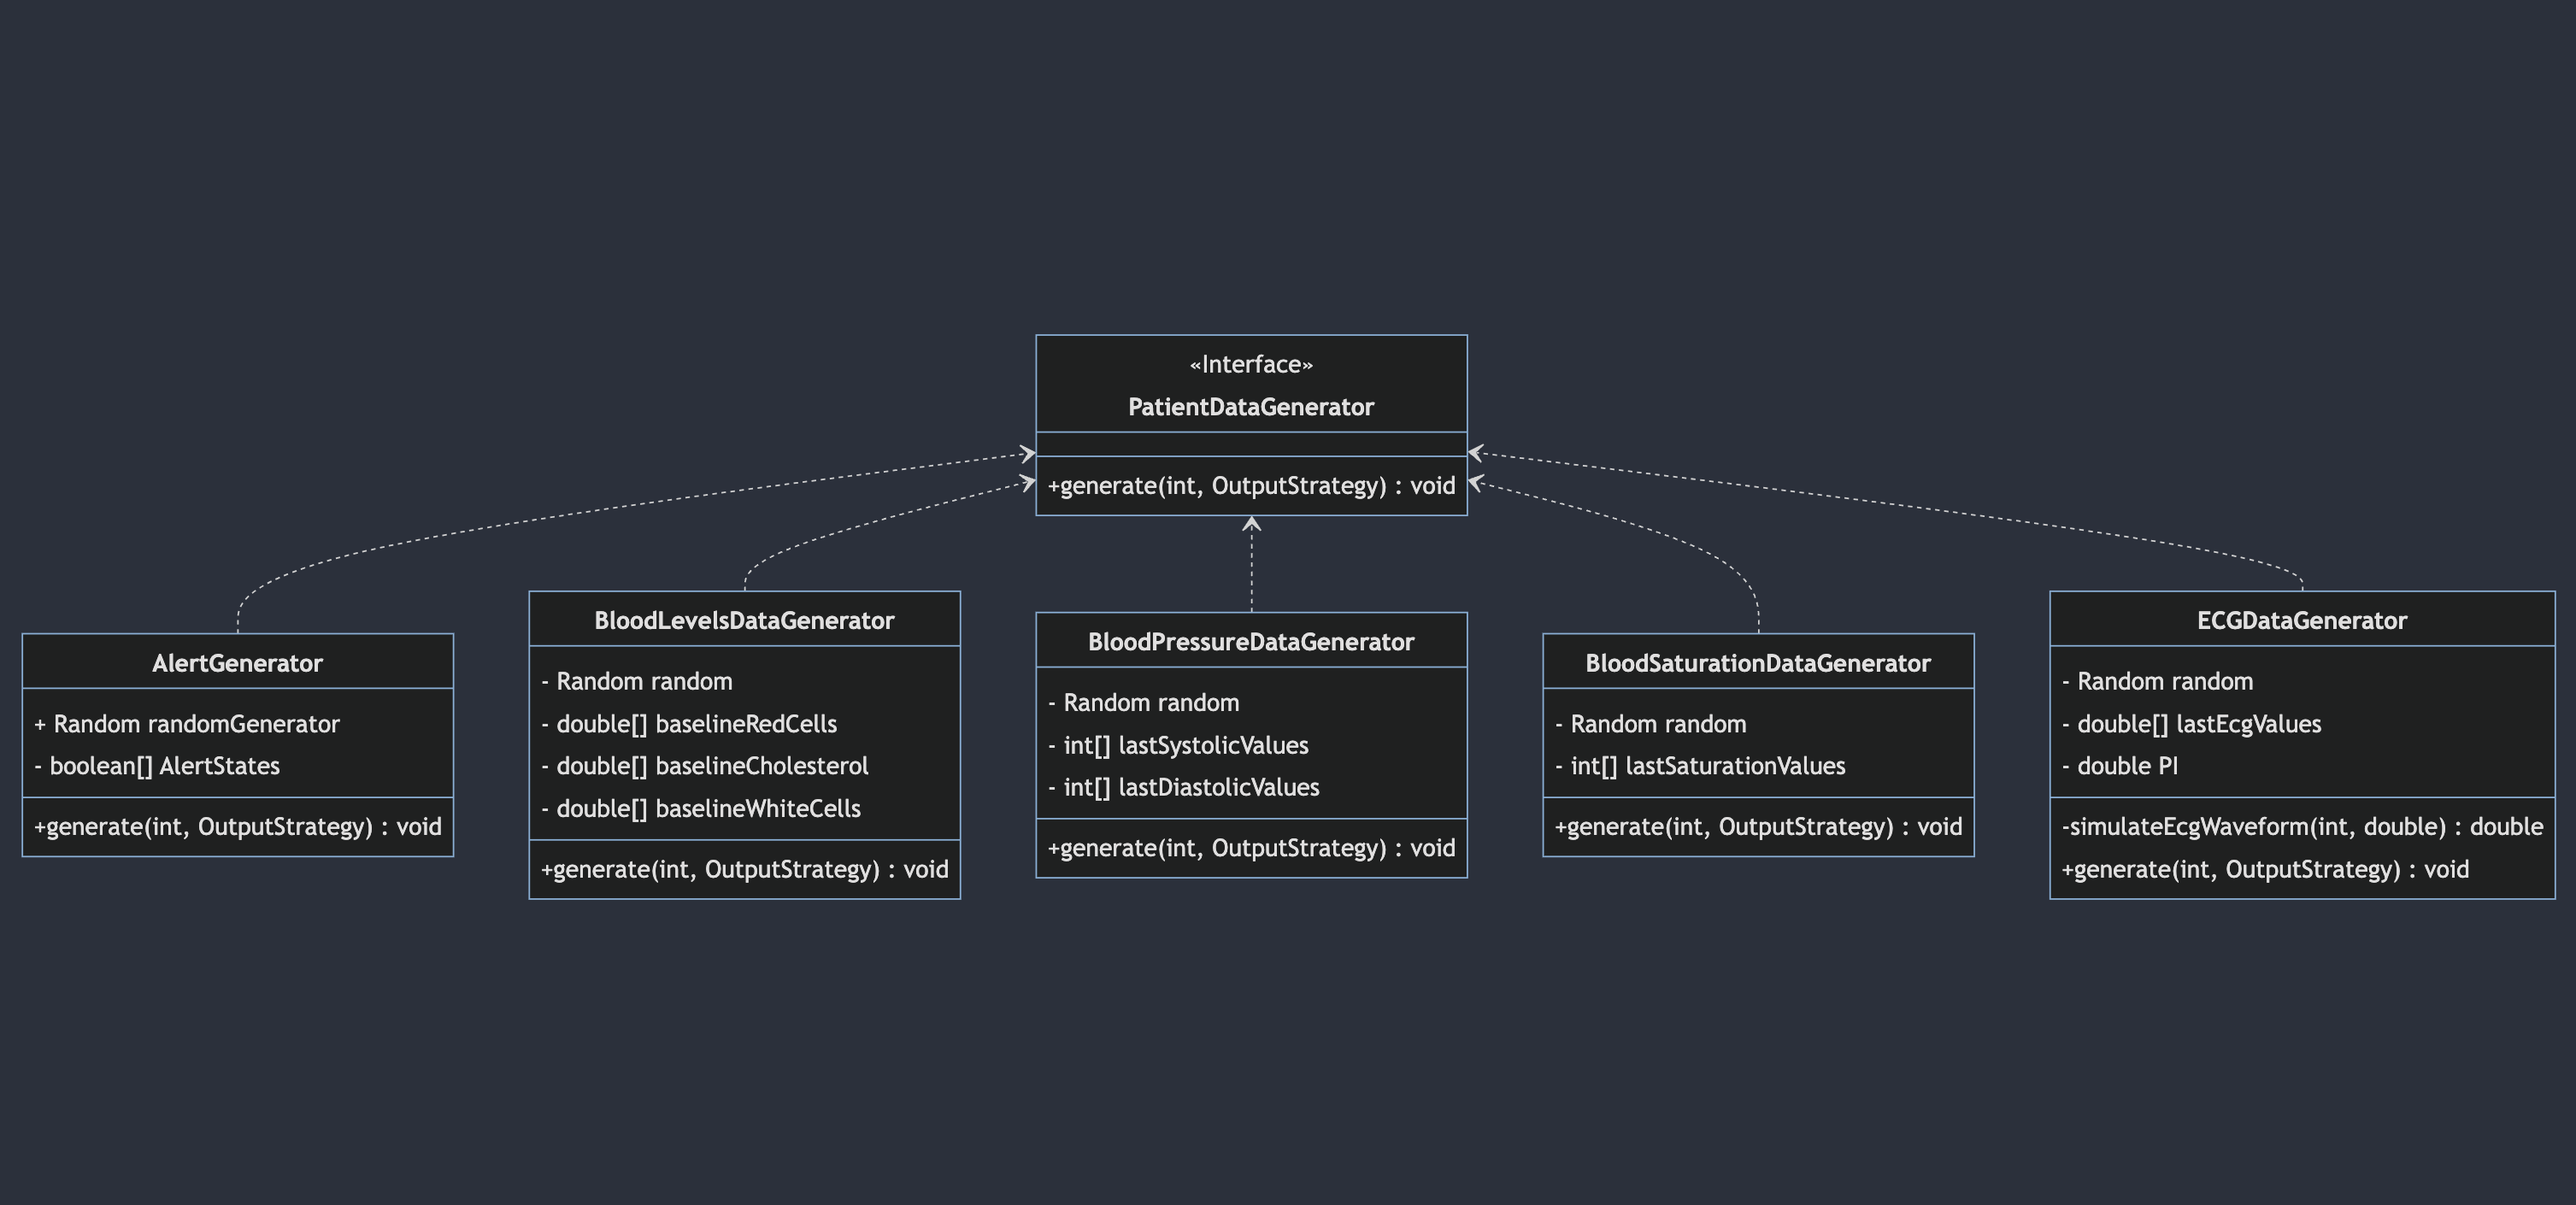 «Interface»
PatientDataGenerator
+generate(int, OutputStrategy) : void
AlertGenerator
+ Random randomGenerator
- boolean[] AlertStates
+generate(int, OutputStrategy) : void
BloodLevelsDataGenerator
- Random random
- double[] baselineRedCells
- double[] baselineCholesterol
- double[] baselineWhiteCells
+generate(int, OutputStrategy) : void
BloodPressureDataGenerator
- Random random
- int[] lastSystolicValues
- int[] lastDiastolicValues
+generate(int, OutputStrategy) : void
BloodSaturationDataGenerator
- Random random
- int[] lastSaturationValues
+generate(int, OutputStrategy) : void
ECGDataGenerator
- Random random
- double[] lastEcgValues
- double PI
-simulateEcgWaveform(int, double) : double
+generate(int, OutputStrategy) : void